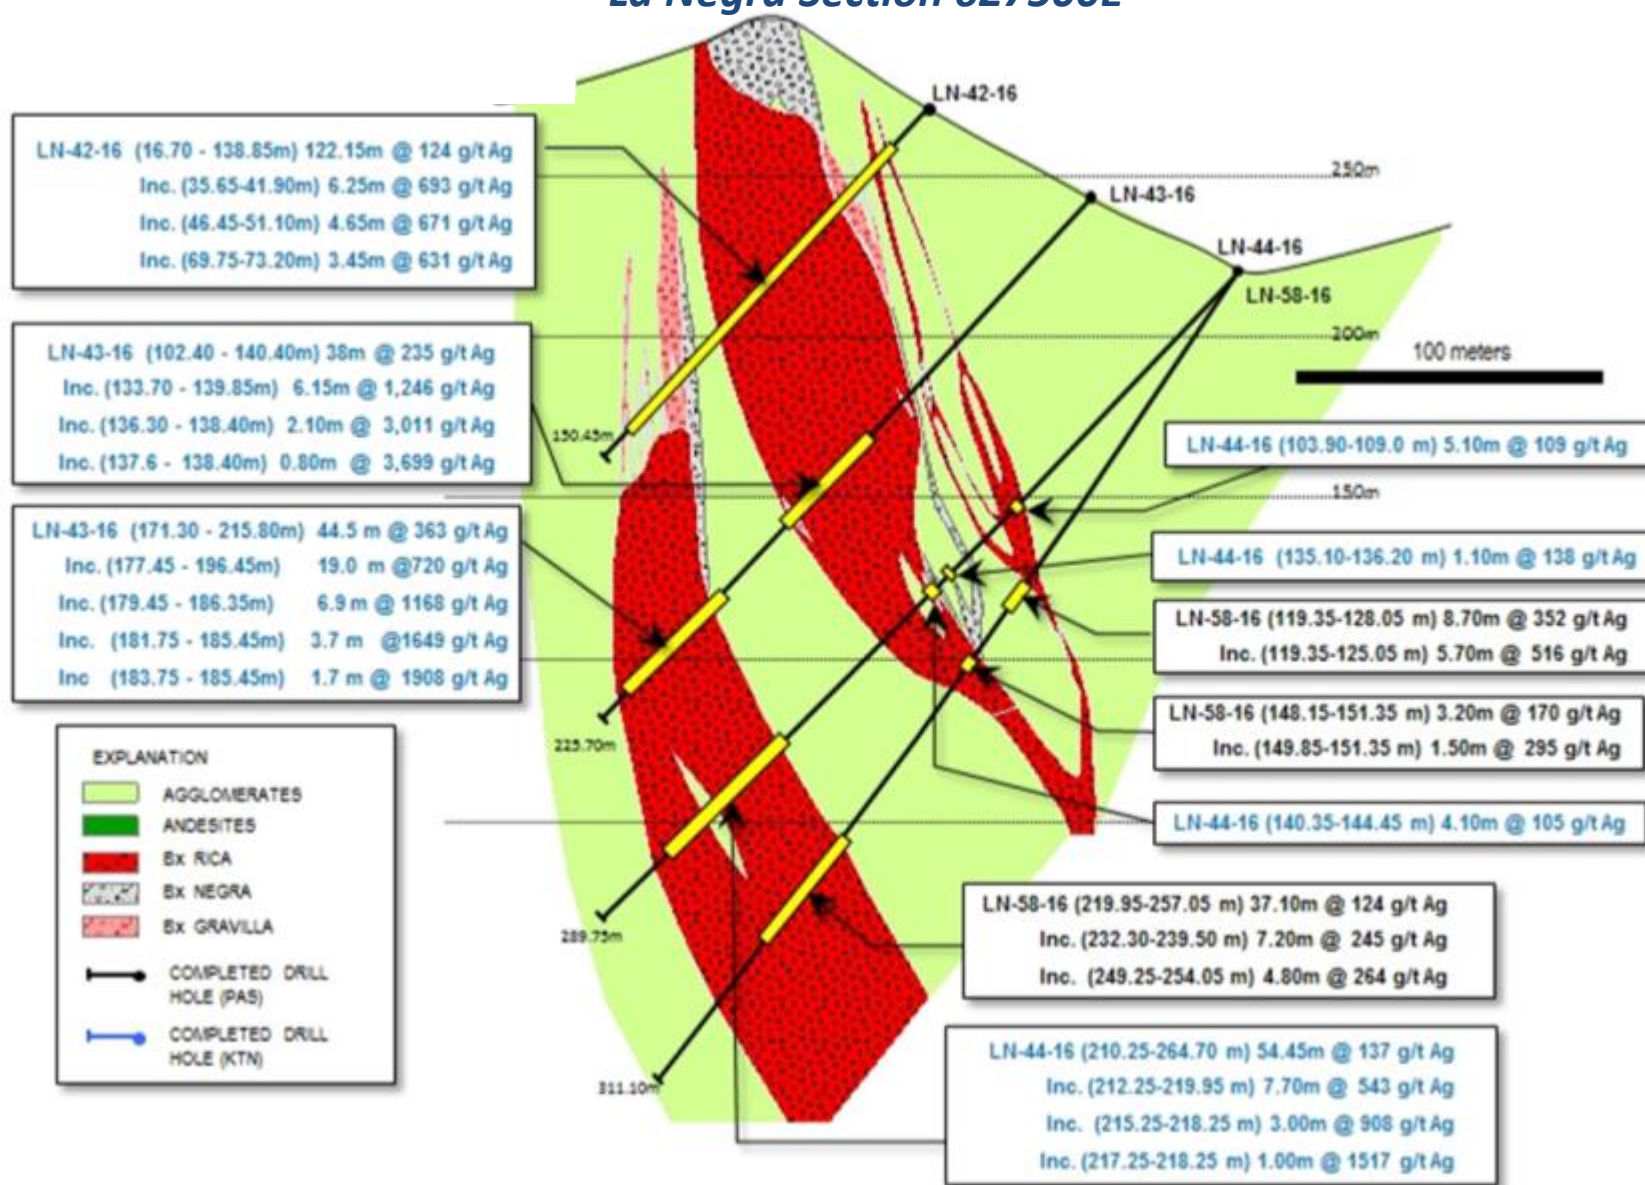 LN-42-16
LN-42-16 (16.70 - 138.85m) 122.15m @ 124 g/t Ag
Inc. (35.65-41.90m) 6.25m @ 693 g/t Ag
Inc. (46.45-51.10m) 4.65m @ 671 g/t Ag
Inc. (69.75-73.20m) 3.45m @ 631 g/t Ag
250m
LN-43-16
LN-44-16
LN-58-16
200m
100 meters
LN-43-16 (102.40 - 140.40m) 38m @ 235 g/t Ag
Inc. (133.70 - 139.85m) 6.15m @ 1,246 g/t Ag
Inc. (136.30 - 138.40m) 2.10m @ 3,011 g/t Ag
Inc. (137.6 - 138.40m) 0.80m @ 3,699 g/t Ag
150.45m
LN-44-16 (103.90-109.0 m) 5.10m @ 109 g/t Ag
150m
LN-43-16 (171.30 - 215.80m) 44.5 m @ 363 g/t Ag
Inc. (177.45 - 196.45m) 19.0 m @720 g/t Ag
Inc. (179.45 - 186.35m) 6.9 m @ 1168 g/t Ag
Inc. (181.75 - 185.45m) 3.7 m @1649 g/t Ag
Inc (183.75 - 185.45m) 1.7 m @ 1908 g/t Ag
LN-44-16 (135.10-136.20 m) 1.10m @ 138 g/t Ag
LN-58-16 (119.35-128.05 m) 8.70m @ 352 g/t Ag
Inc. (119.35-125.05 m) 5.70m @ 516 g/t Ag
LN-58-16 (148.15-151.35 m) 3.20m @ 170 g/t Ag
Inc. (149.85-151.35 m) 1.50m @ 295 g/t Ag
225.70m
LN-44-16 (140.35-144.45 m) 4.10m @ 105 g/t Ag
EXPLANATION
AGGLOMERATES
ANDESITES
Bx RICA
Bx NEGRA
Bx GRAVILLA
COMPLETED DRILL
HOLE (PAS)
COMPLETED DRILL
HOLE (KTN)
289.75m
LN-58-16 (219.95-257.05 m) 37.10m @ 124 g/t Ag
Inc. (232.30-239.50 m) 7.20m @ 245 g/t Ag
Inc. (249.25-254.05 m) 4.80m @ 264 g/t Ag
311.10m
LN-44-16 (210.25-264.70 m) 54.45m @ 137 g/t Ag
Inc. (212.25-219.95 m) 7.70m @ 543 g/t Ag
Inc. (215.25-218.25 m) 3.00m @ 908 g/t Ag
Inc. (217.25-218.25 m) 1.00m @ 1517 g/t Ag